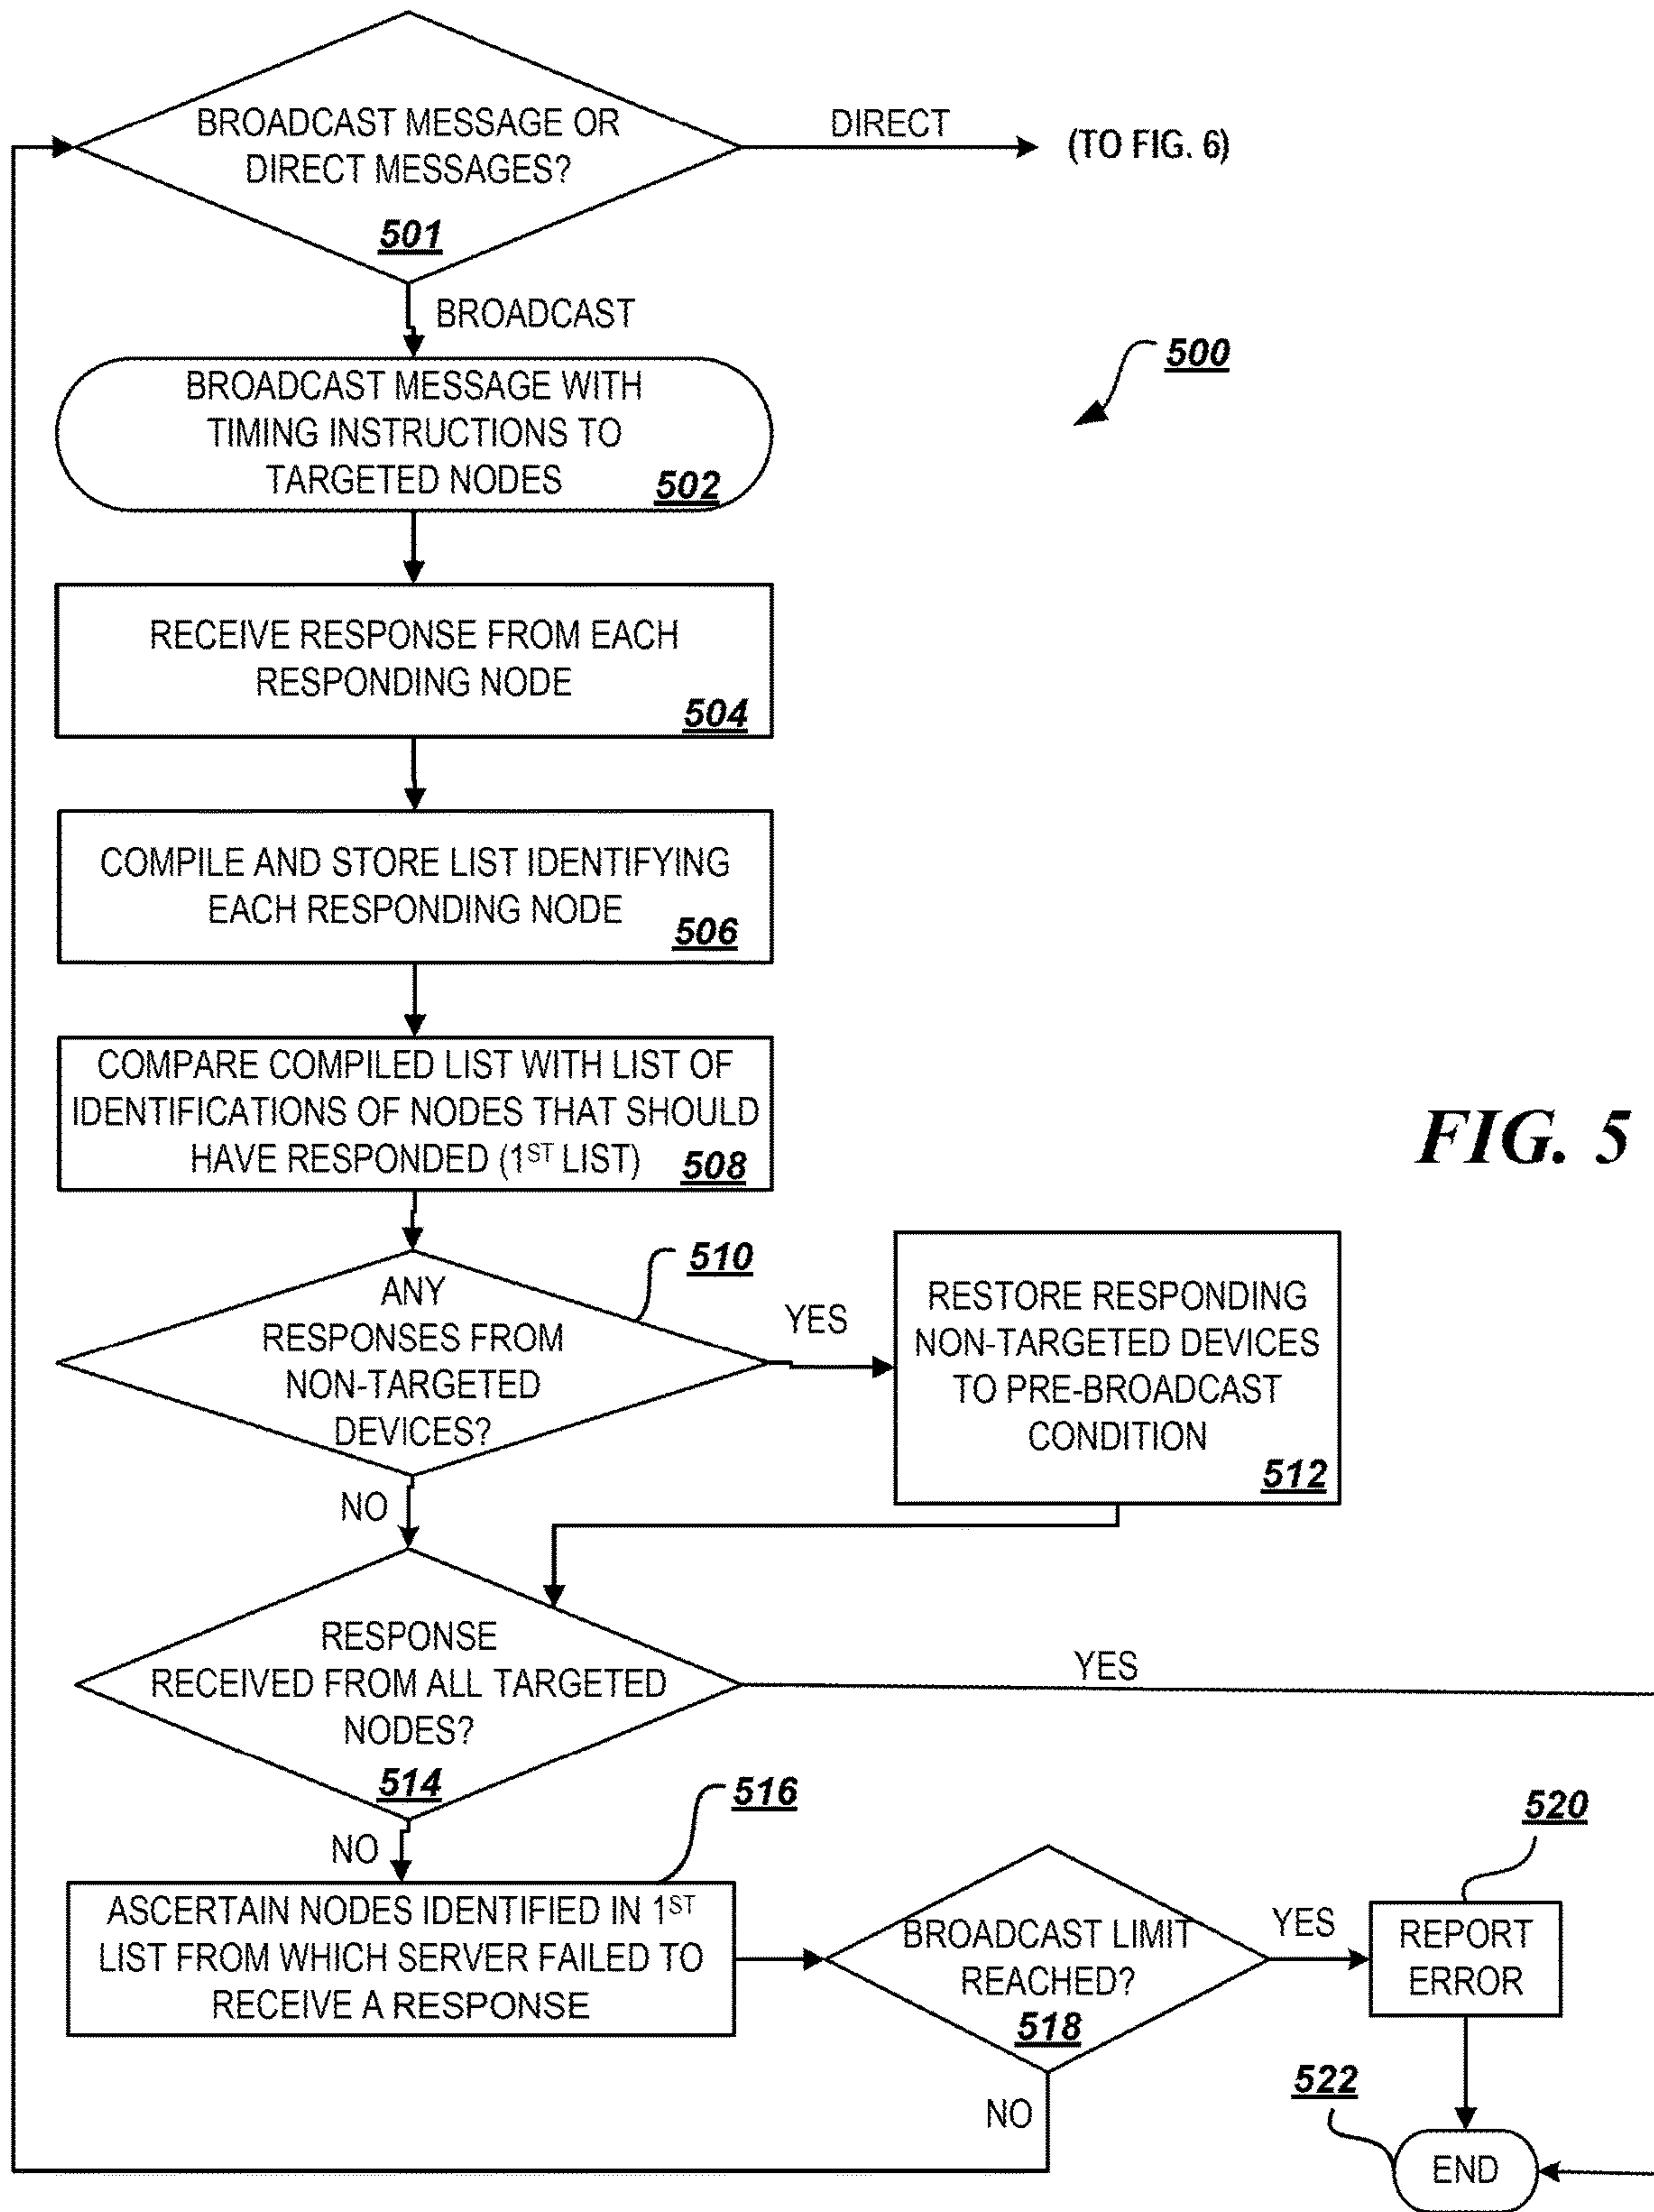 BROADCAST MESSAGE OR
DIRECT MESSAGES?
501
DIRECT
(TO FIG. 6)
BROADCAST
500
BROADCAST MESSAGE WITH
TIMING INSTRUCTIONS TO
TARGETED NODES
502
RECEIVE RESPONSE FROM EACH
RESPONDING NODE
504
COMPILE AND STORE LIST IDENTIFYING
EACH RESPONDING NODE
506
COMPARE COMPILED LIST WITH LIST OF
IDENTIFICATIONS OF NODES THAT SHOULD
HAVE RESPONDED (1ST LIST)
508
FIG. 5
510
ANY
RESPONSES FROM
NON-TARGETED
DEVICES?
YES
RESTORE RESPONDING
NON-TARGETED DEVICES
TO PRE-BROADCAST
CONDITION
512
NO
RESPONSE
RECEIVED FROM ALL TARGETED
NODES?
514
YES
NO
516
ASCERTAIN NODES IDENTIFIED IN 1ST
LIST FROM WHICH SERVER FAILED TO
RECEIVE A RESPONSE
BROADCAST LIMIT
REACHED?
518
YES
520
REPORT
ERROR
NO
522
END